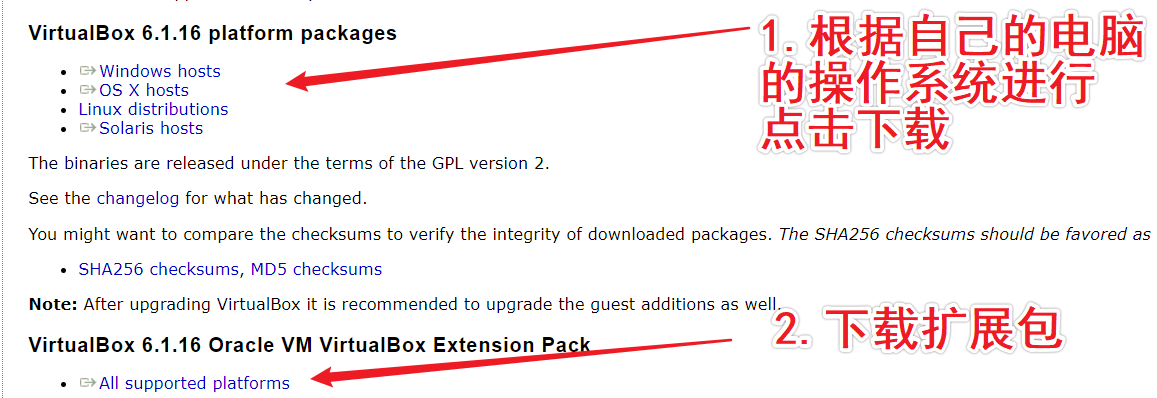 VirtualBox 6.1.16 platform packages
1. 根据自己的电脑
的操作系统进行
点击下载
Windows hosts
OS X hosts
Linux distributions
Solaris hosts
The binaries are released under the terms of the GPL version 2.
See the changelog for what has changed.
You might want to compare the checksums to verify the integrity of downloaded packages. The SHA256 checksums should be favored as
SHA256 checksums, MD5 checksums
Note: After upgrading VirtualBox it is recommended to upgrade the guest additions as well.
2. 下载扩展包
VirtualBox 6.1.16 Oracle VM VirtualBox Extension Pack
All supported platforms